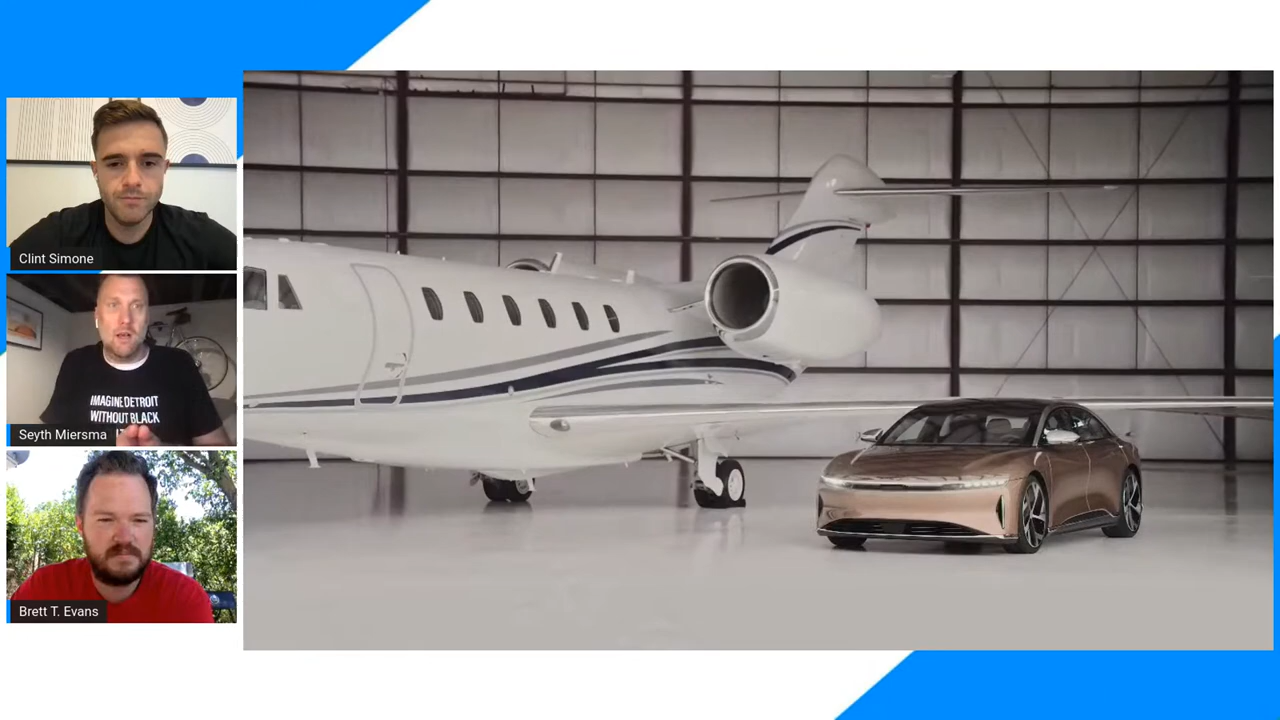 Clint Simone
IMAGINE DETROIT
WITHOUT BLACK
Seyth Miersma
Brett T. Evans